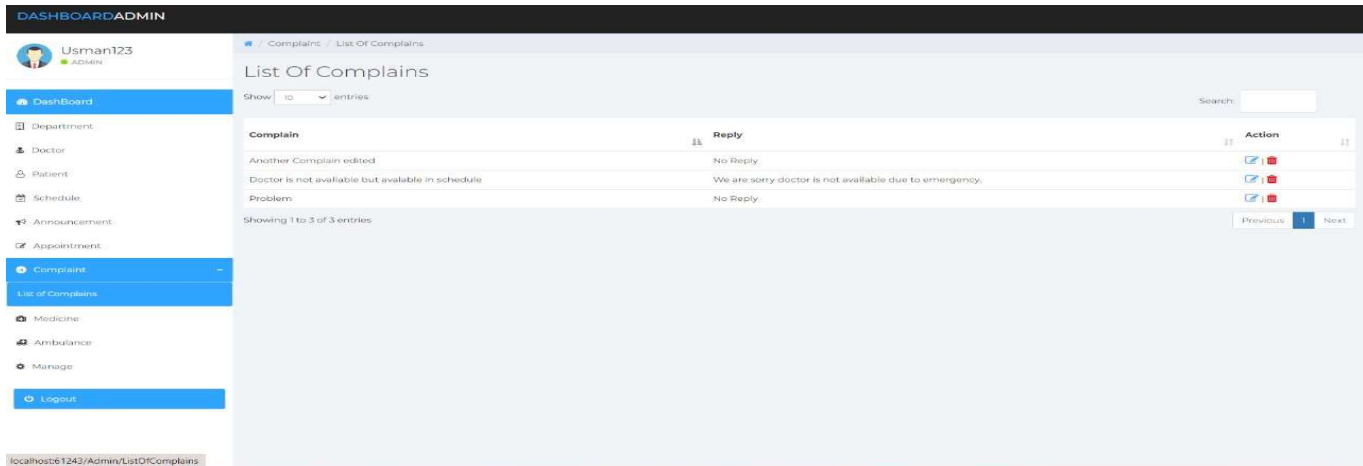 DASHBOARDADMIN
Usman123
ADMIN
DashBoard
Department
Doctor
Patient
Schedule
Announcement
Appointment
Complaint
List of Complains
Medicine
Ambulance
Manage
Logout
localhost:61243/Admin/ListOfComplains
/ Complaint / List Of Complains
List Of Complains
Show 10 entries
Search:
Complain Reply Action
Another Complain edited No Reply |
Doctor is not available but avalable in schedule We are sorry doctor is not available due to emergency. |
Problem No Reply |
Showing 1 to 3 of 3 entries
Previous 1 Next